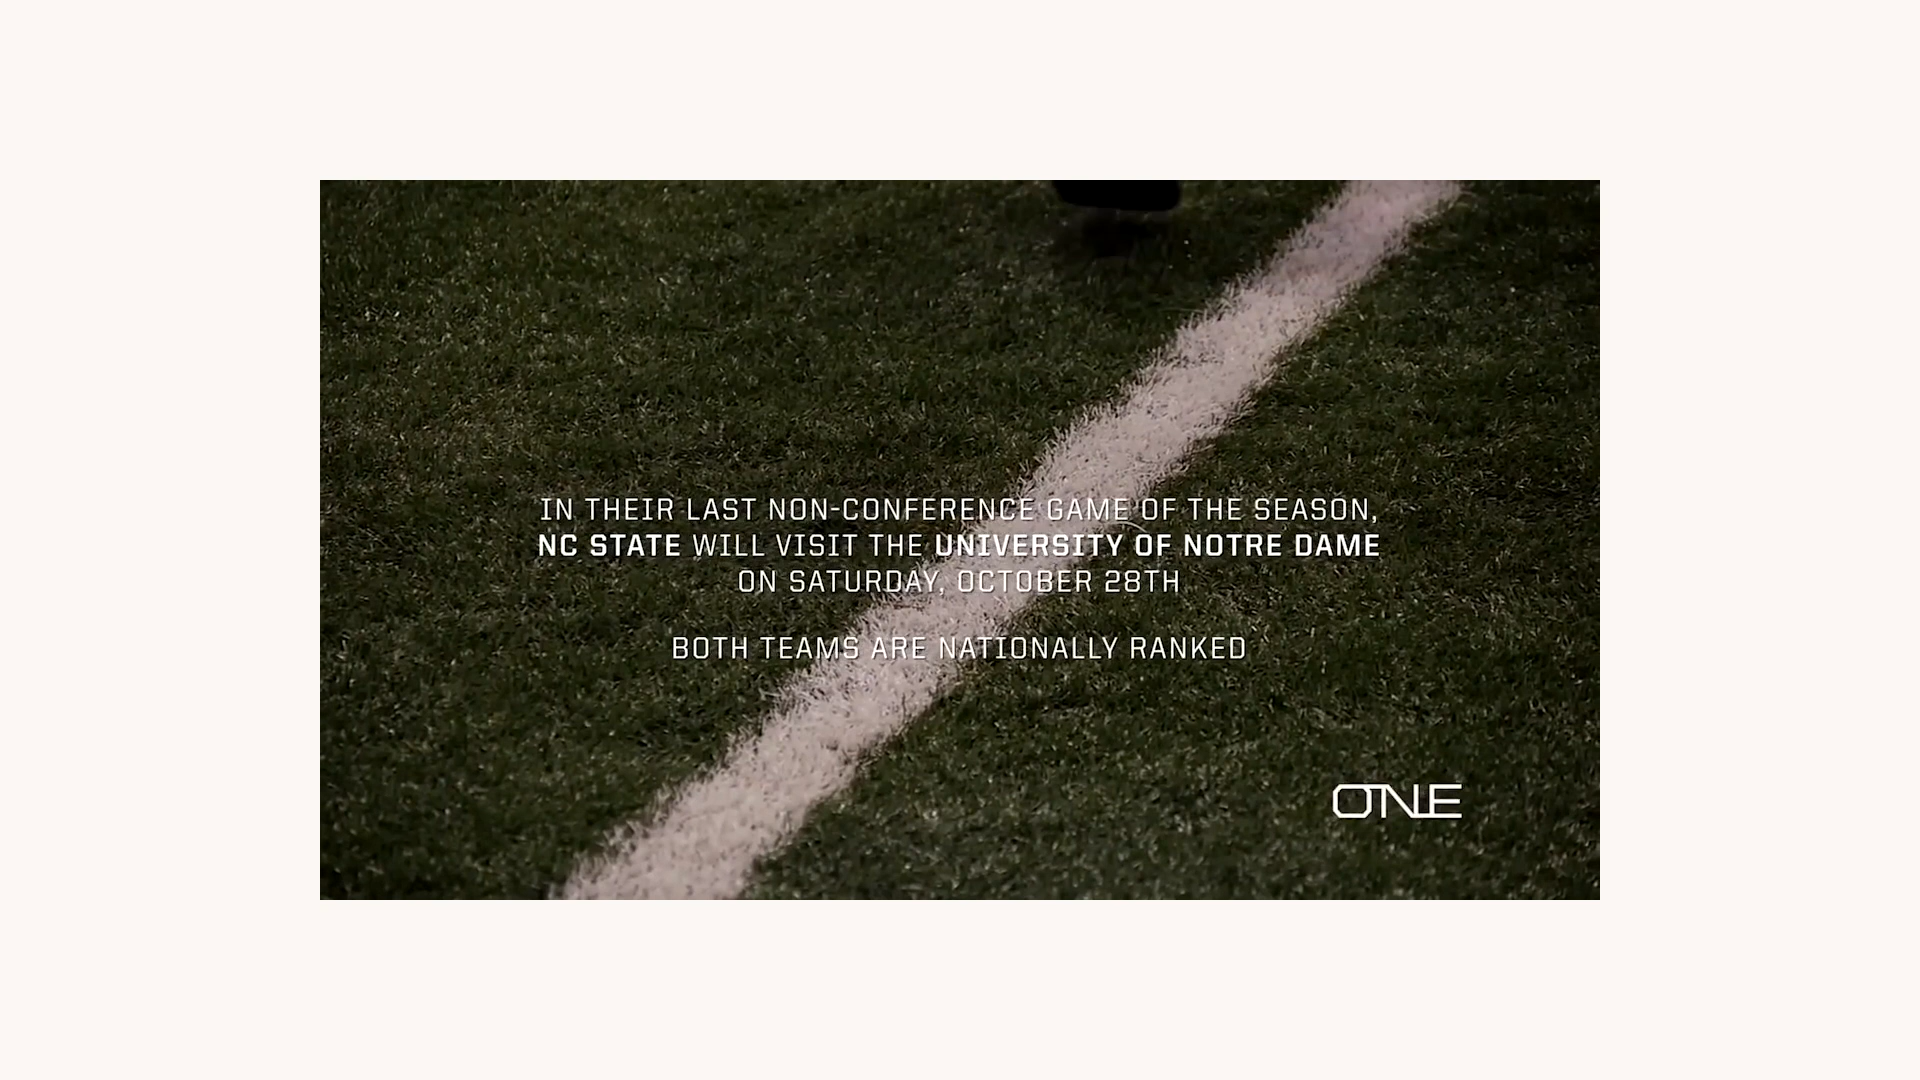 IN THEIR LAST NON-CONFERENCE GAME OF THE SEASON,
NC STATE WILL VISIT THE UNIVERSITY OF NOTRE DAME
ON SATURDAY, OCTOBER 28TH
BOTH TEAMS ARE NATIONALLY RANKED
ONE